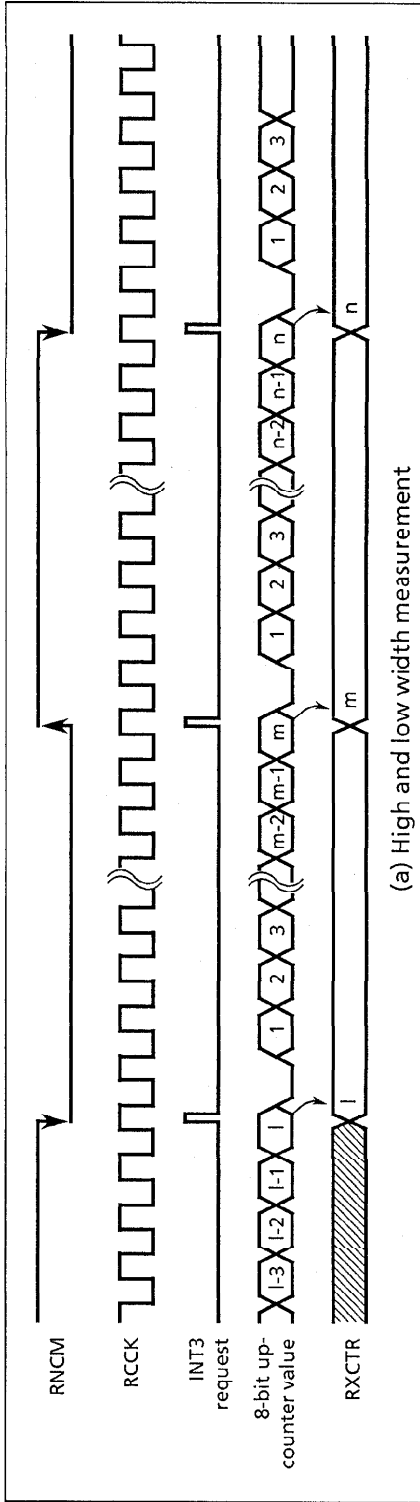 RNCM
RCCK
INT3
request
8-bit up-
counter value
l-3 l-2 l-1 l 1 2 3 m-2 m-1 m 1 2 3 n-2 n-1 n 1 2 3
RXCTR
l m n
(a) High and low width measurement